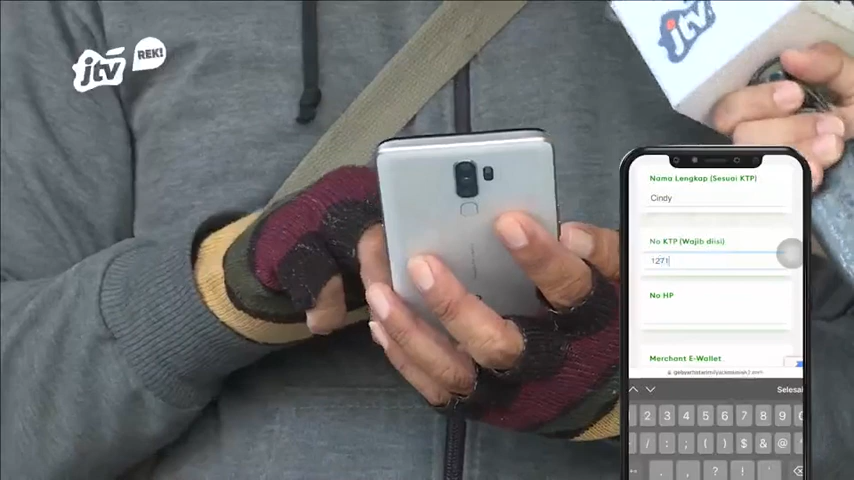 jtv REK!
jtv
Nama Lengkap (Sesuai KTP)
Cindy
No KTP (Wajib diisi)
1271
No HP
Merchant E-Wallet
Selesai
1 2 3 4 5 6 7 8 9 0
- / : ; ( ) $ & @ "
. , ? ! '